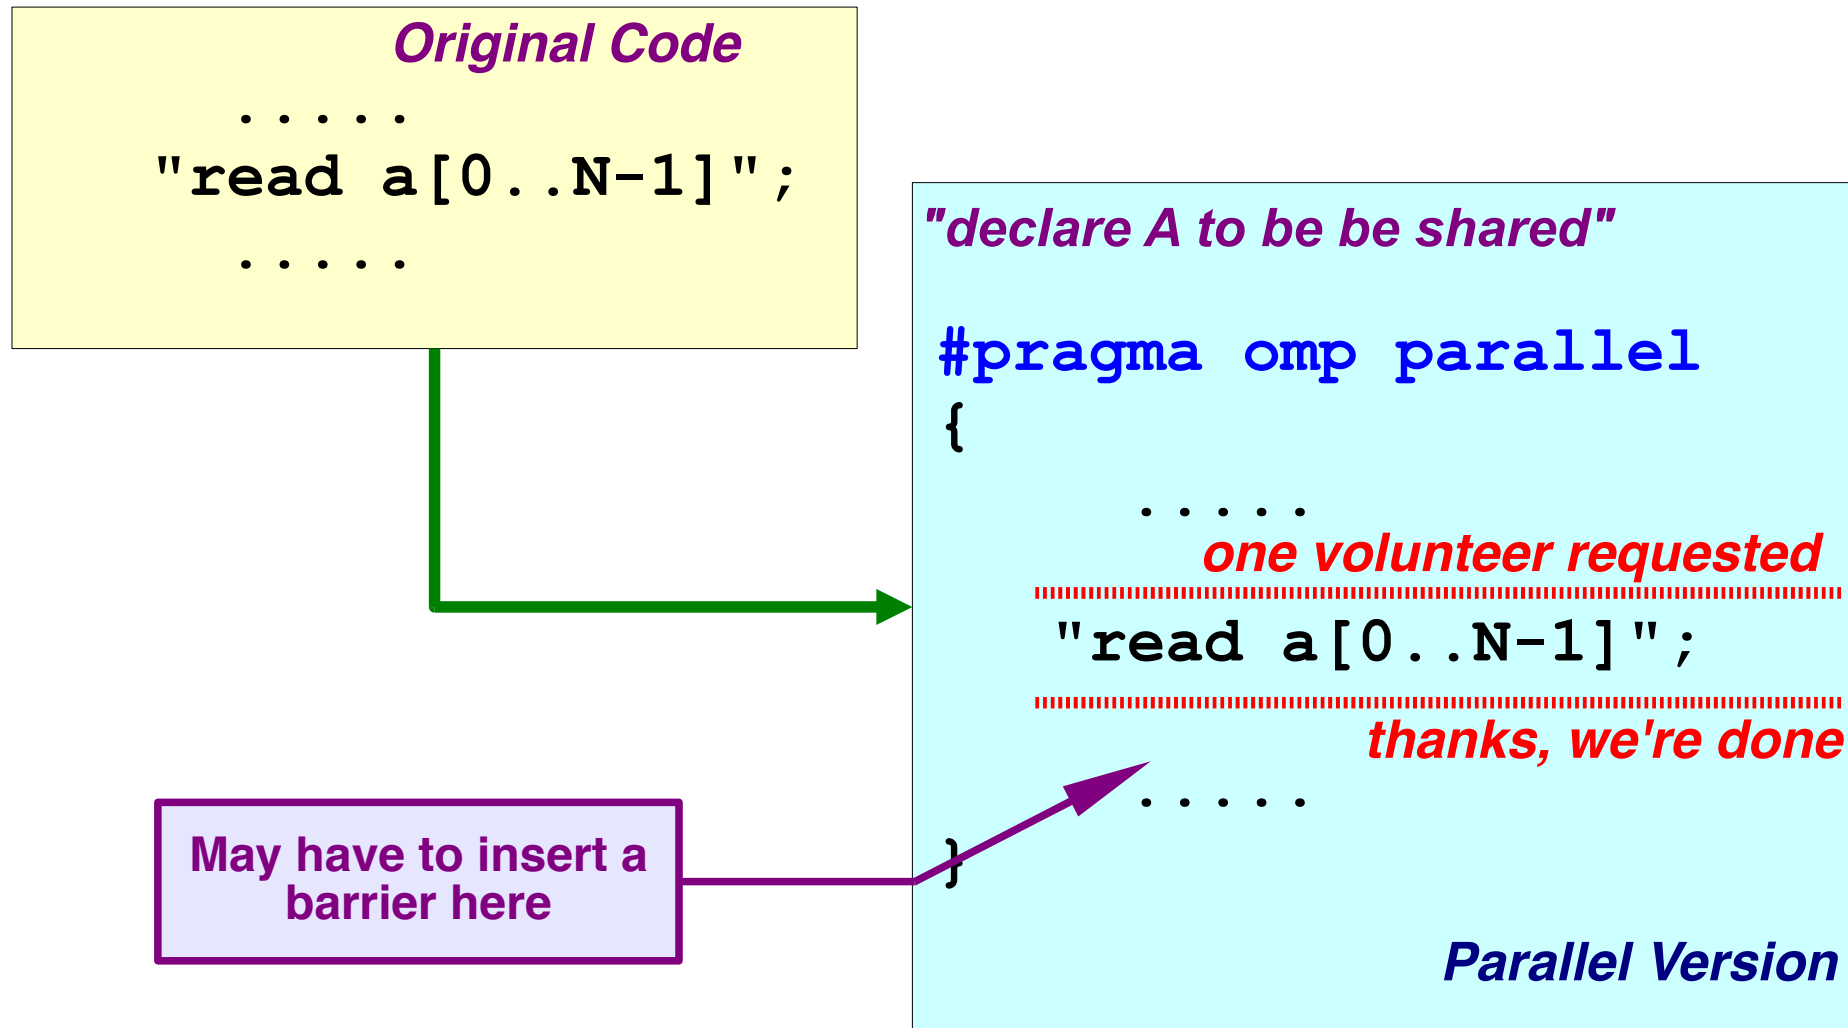 Original Code
.....
"read a[0..N-1]";
.....
"declare A to be be shared"
#pragma omp parallel
{
.....
one volunteer requested
"read a[0..N-1]";
thanks, we're done
.....
}
May have to insert a
barrier here
Parallel Version